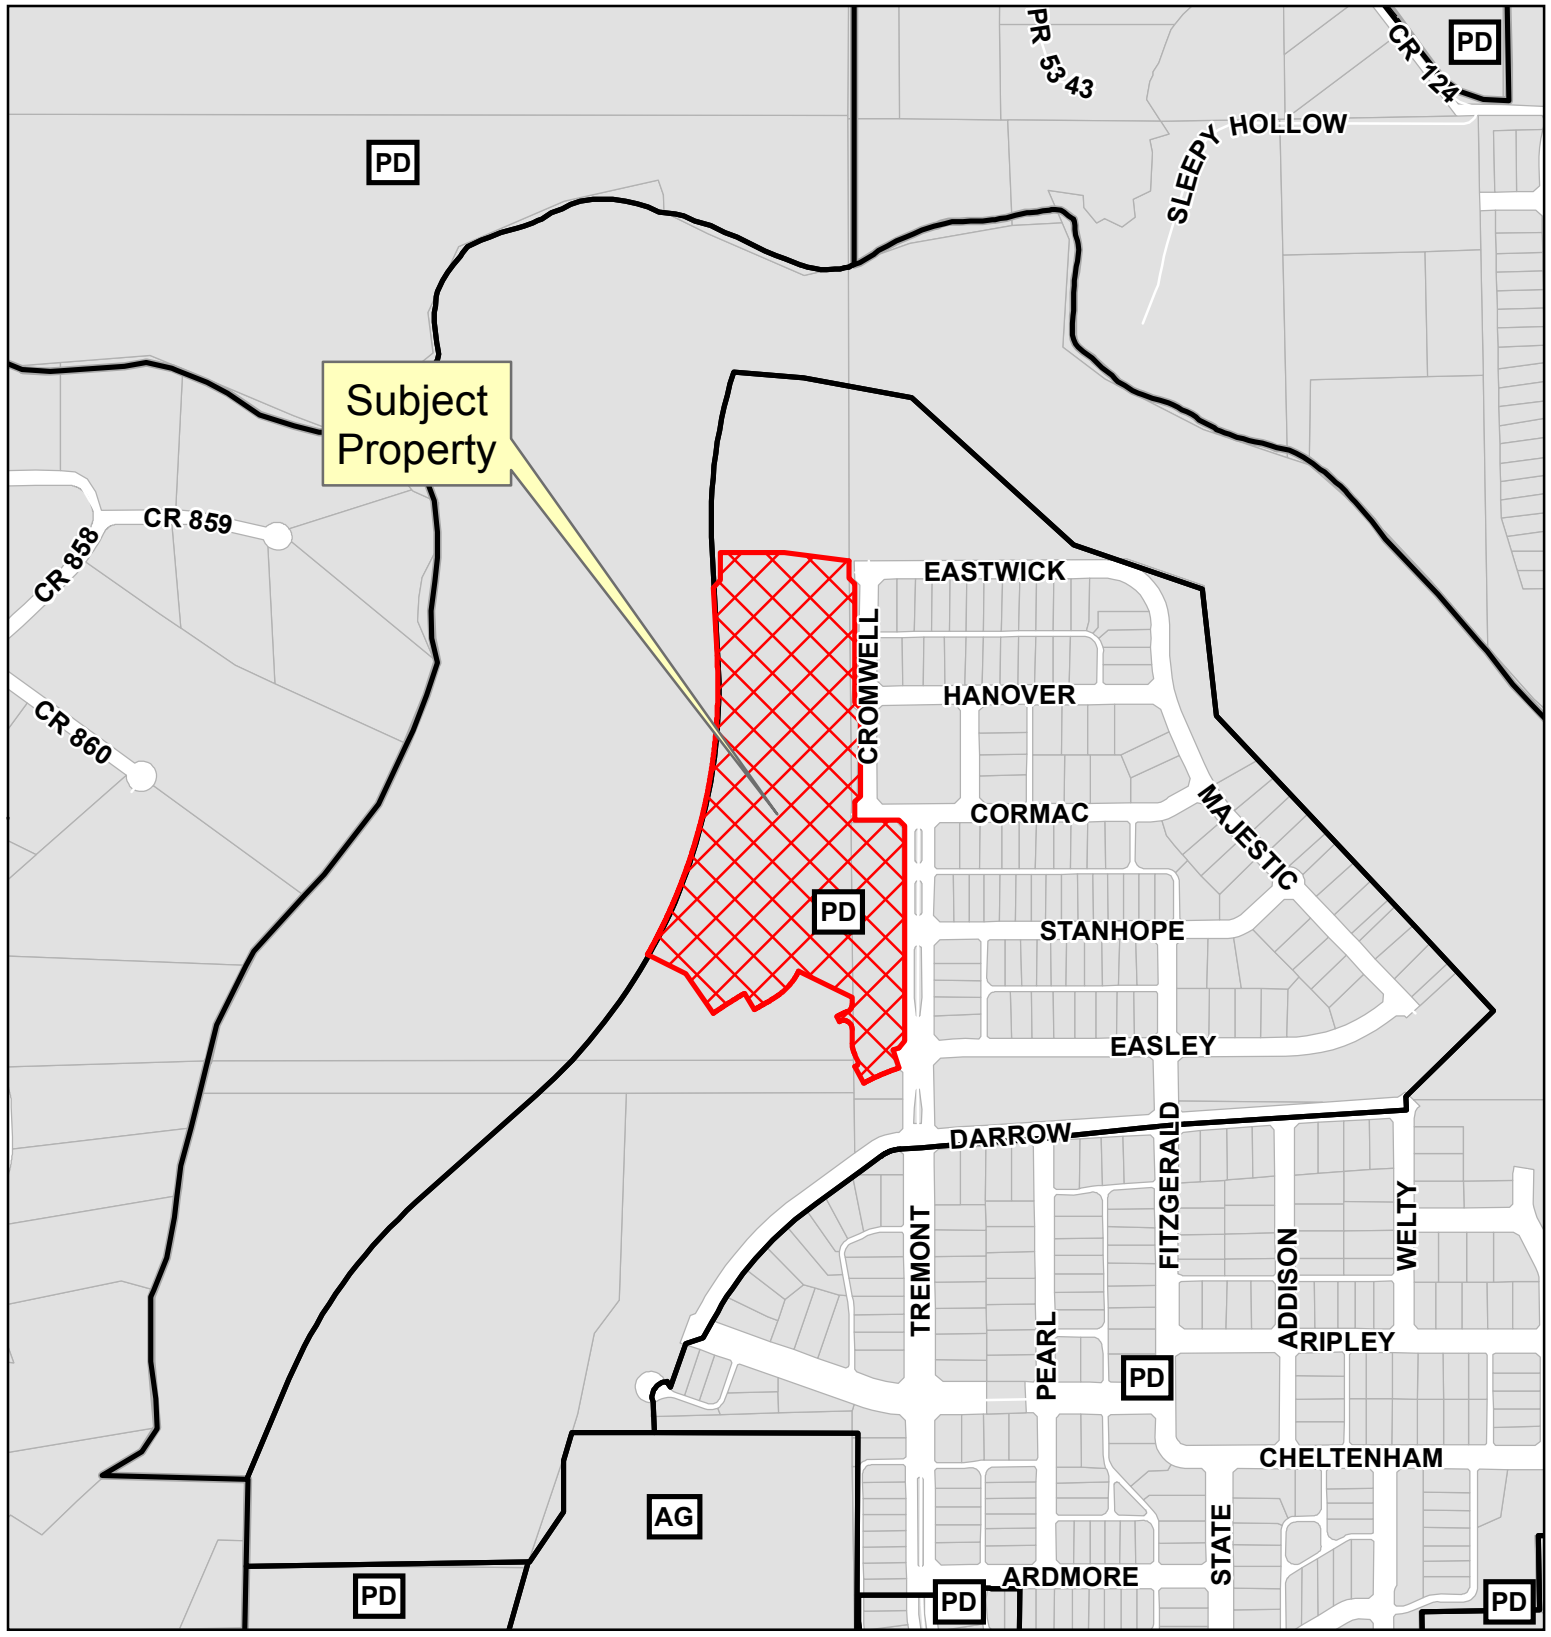 PR 5343
CR 124
PD
SLEEPY HOLLOW
PD
Subject
Property
CR 859
CR 858
CR 860
EASTWICK
CROMWELL
HANOVER
CORMAC
MAJESTIC
PD
STANHOPE
EASLEY
DARROW
FITZGERALD
TREMONT
WELTY
ADDISON
PEARL
RIPLEY
PD
CHELTENHAM
AG
STATE
ARDMORE
PD
PD
PD